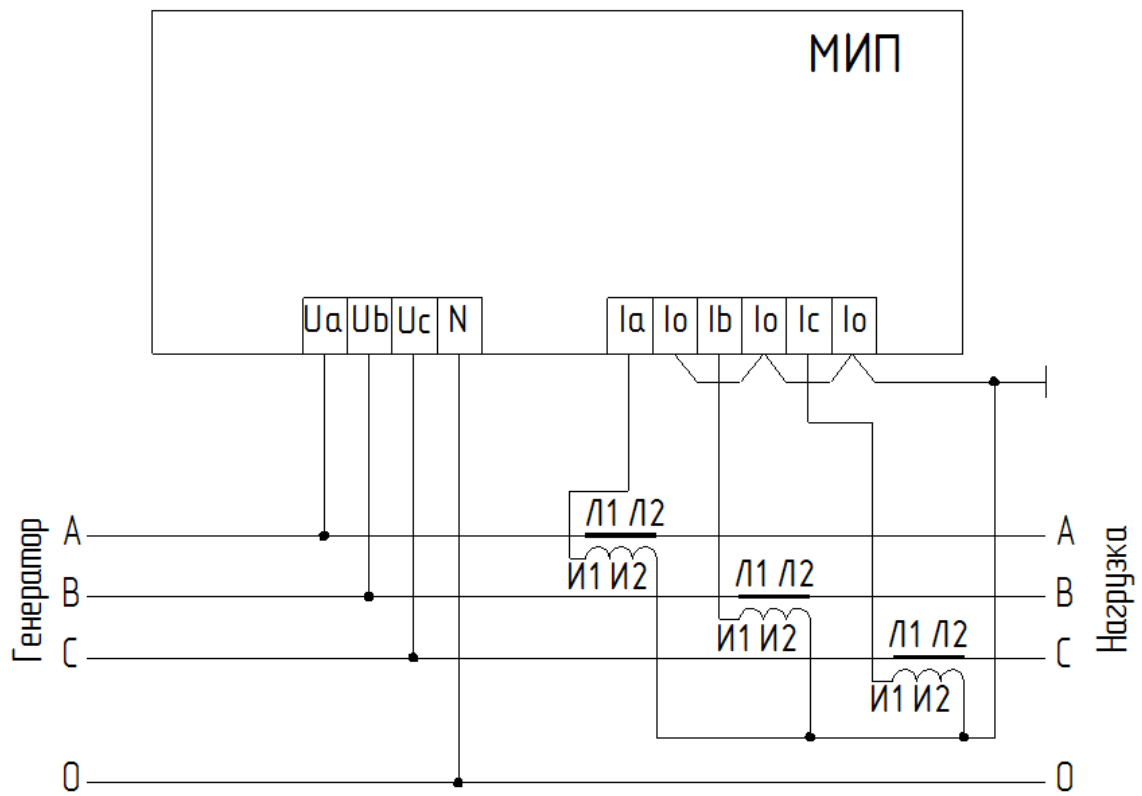 МИП
Ua Ub Uc N
Ia Io Ib Io Ic Io
Генератор
Нагрузка
A Л1 Л2 A
И1 И2
B Л1 Л2 B
И1 И2
C Л1 Л2 C
И1 И2
0 0